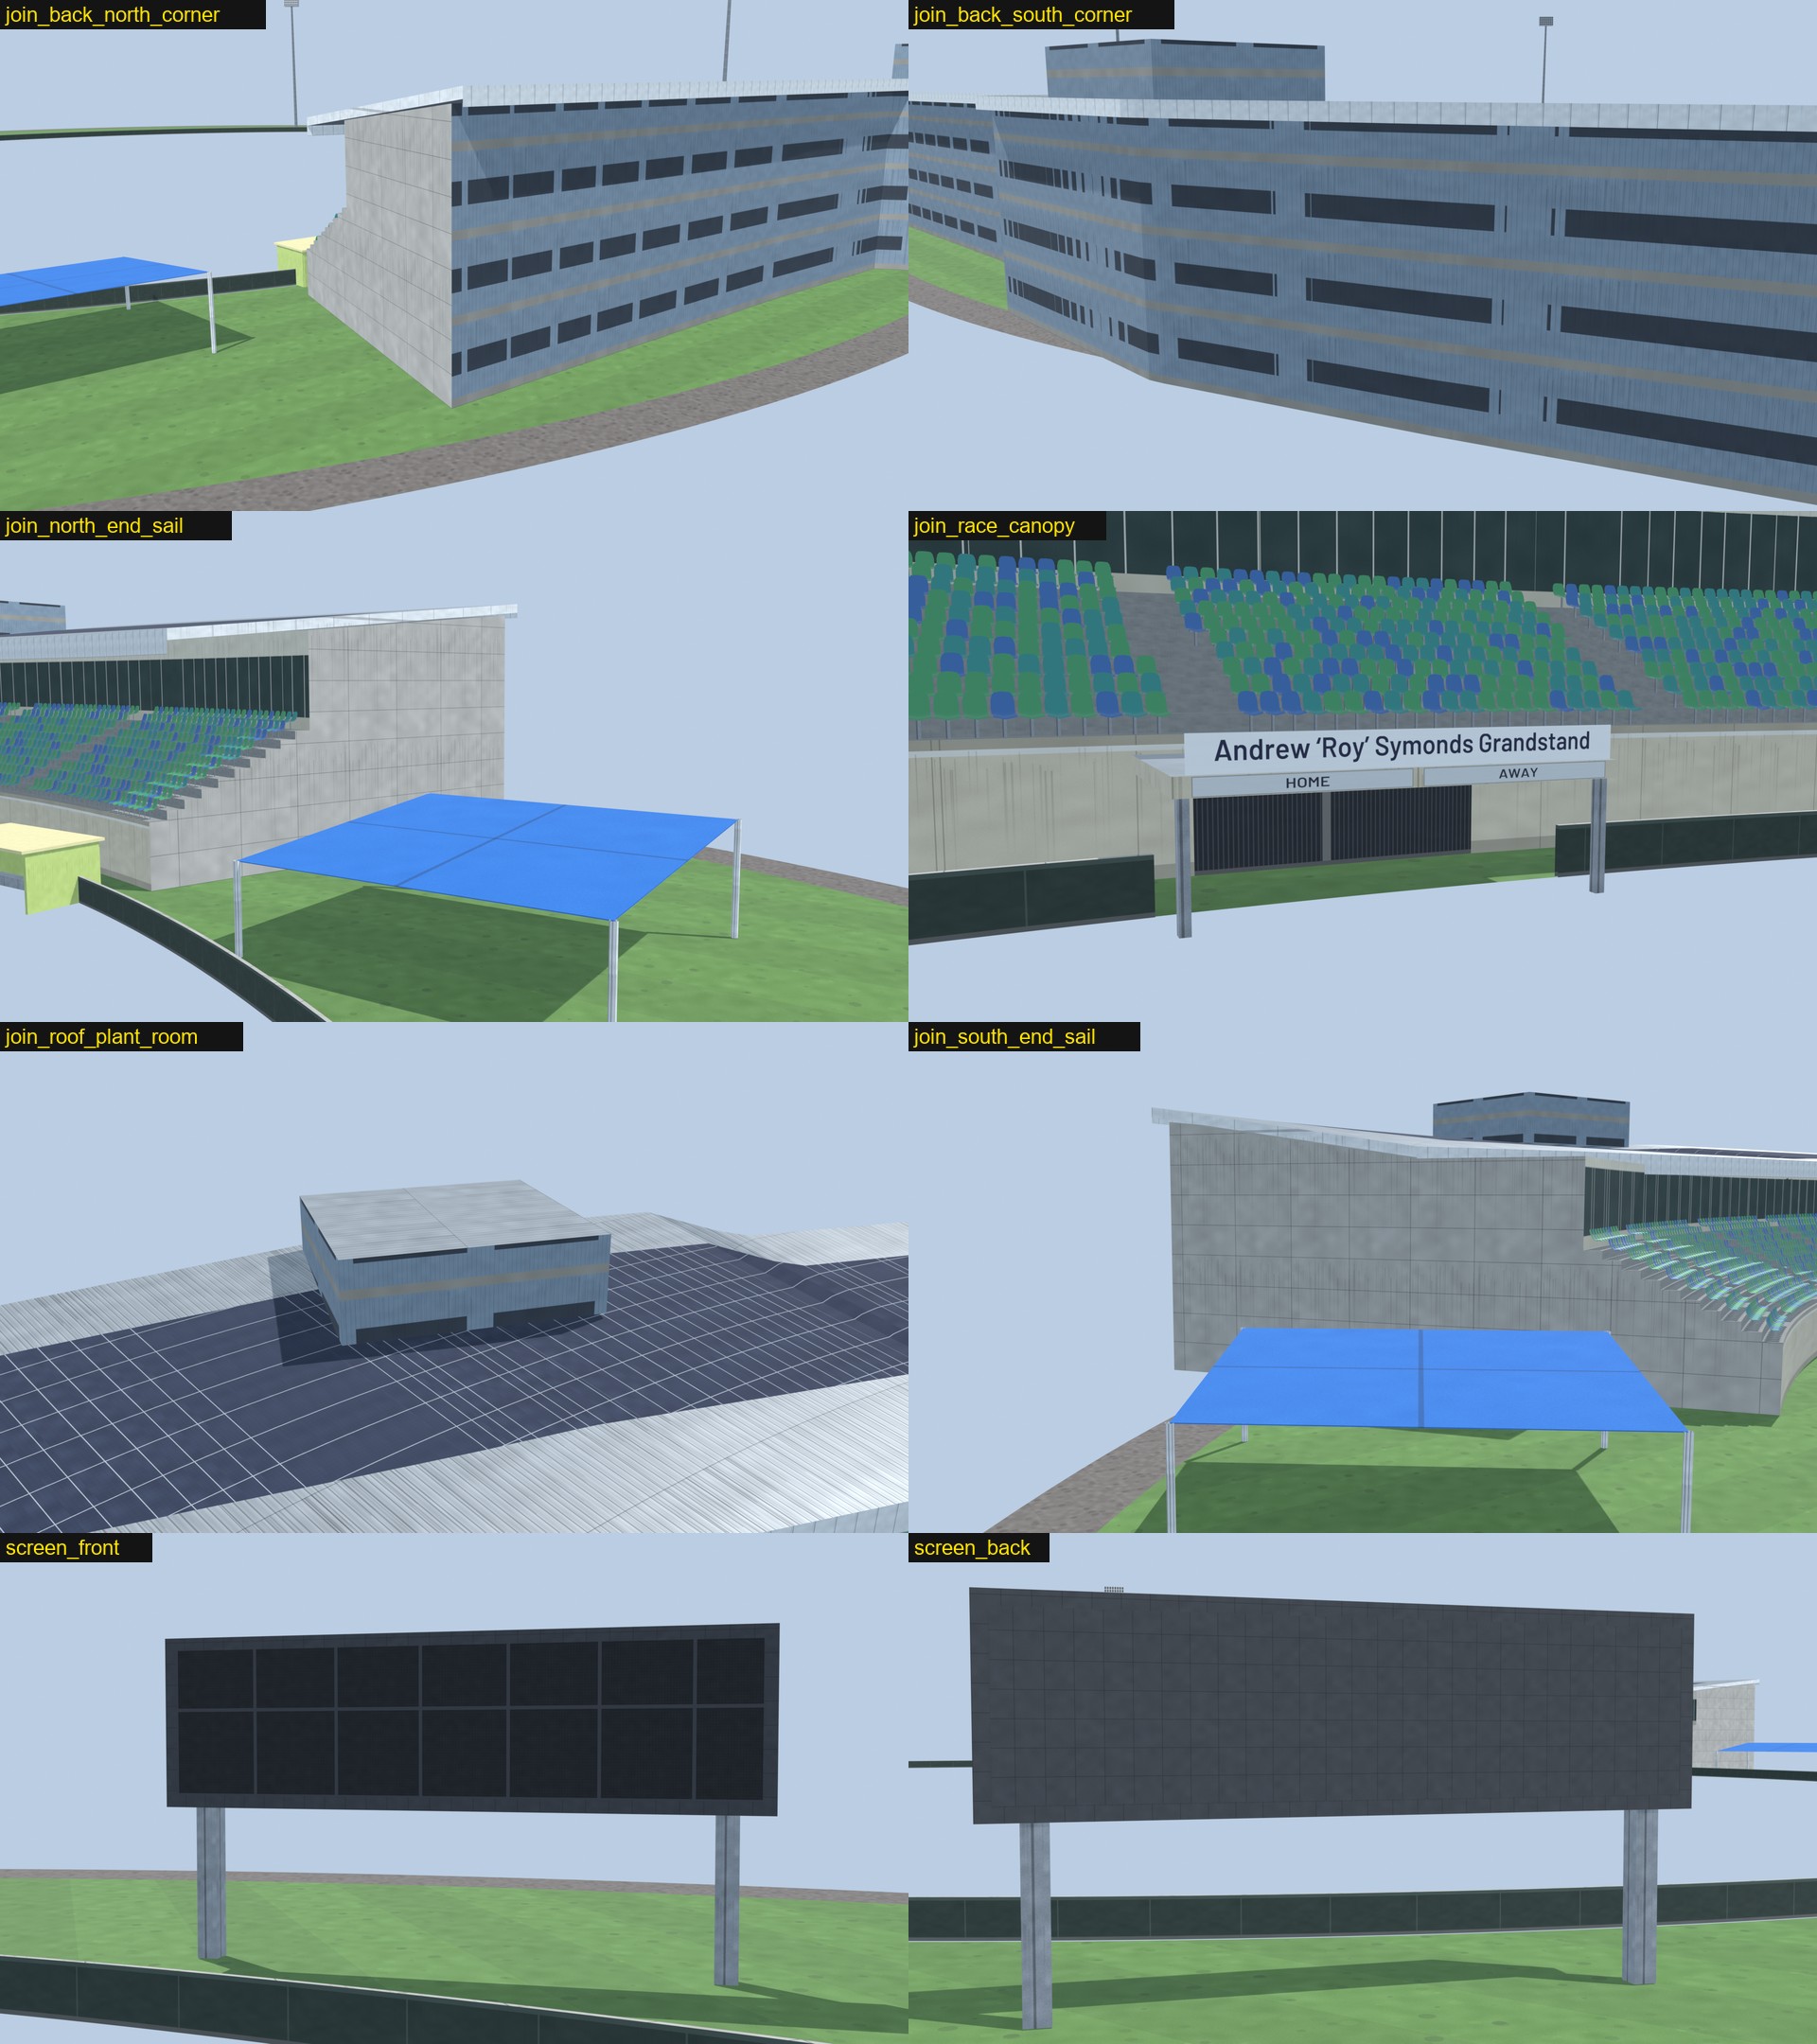 join_back_north_corner
join_back_south_corner
join_north_end_sail
join_race_canopy
Andrew ‘Roy’ Symonds Grandstand
HOME
AWAY
join_roof_plant_room
join_south_end_sail
screen_front
screen_back